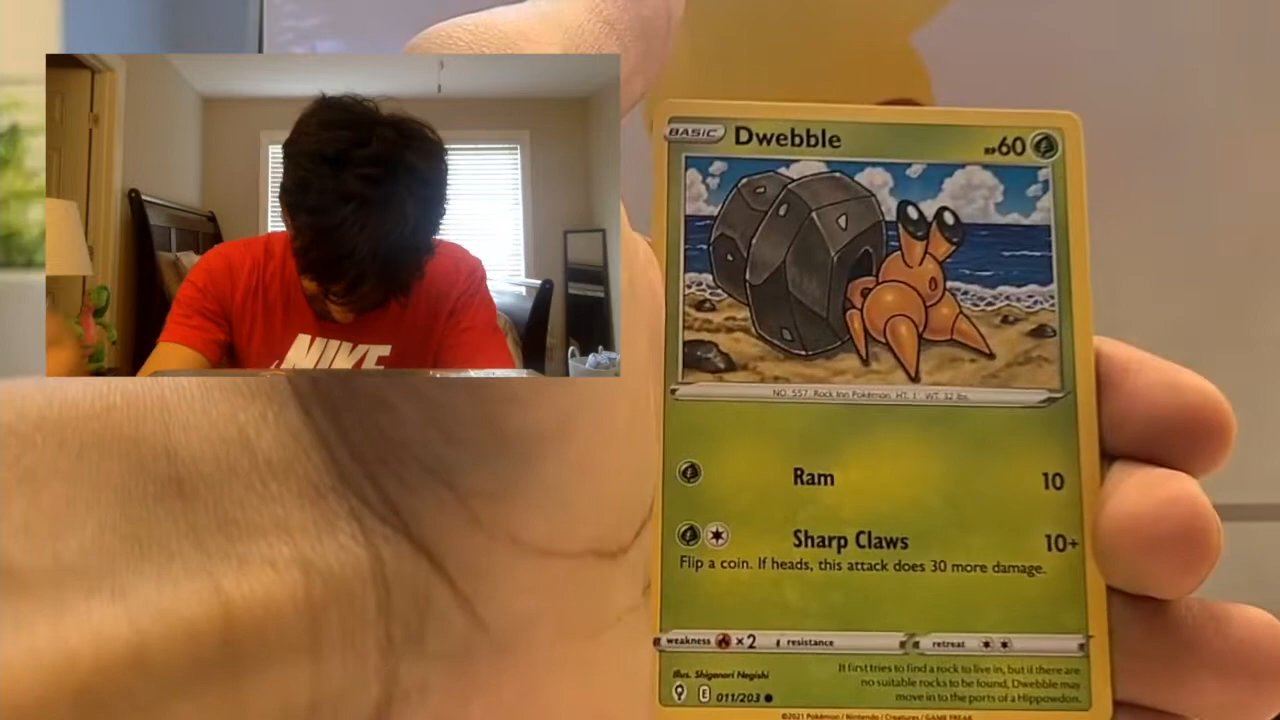 NIKE
BASIC Dwebble HP60
NO. 557 Rock Inn Pokémon HT. 1' WT. 32 lbs.
Ram 10
Sharp Claws 10+
Flip a coin. If heads, this attack does 30 more damage.
weakness ×2 resistance retreat
Illus. Shigenori Negishi
E 011/203
It first tries to find a rock to live in, but if there are
no suitable rocks to be found, Dwebble may
move in to the ports of a Hippowdon.
©2021 Pokémon / Nintendo / Creatures / GAME FREAK